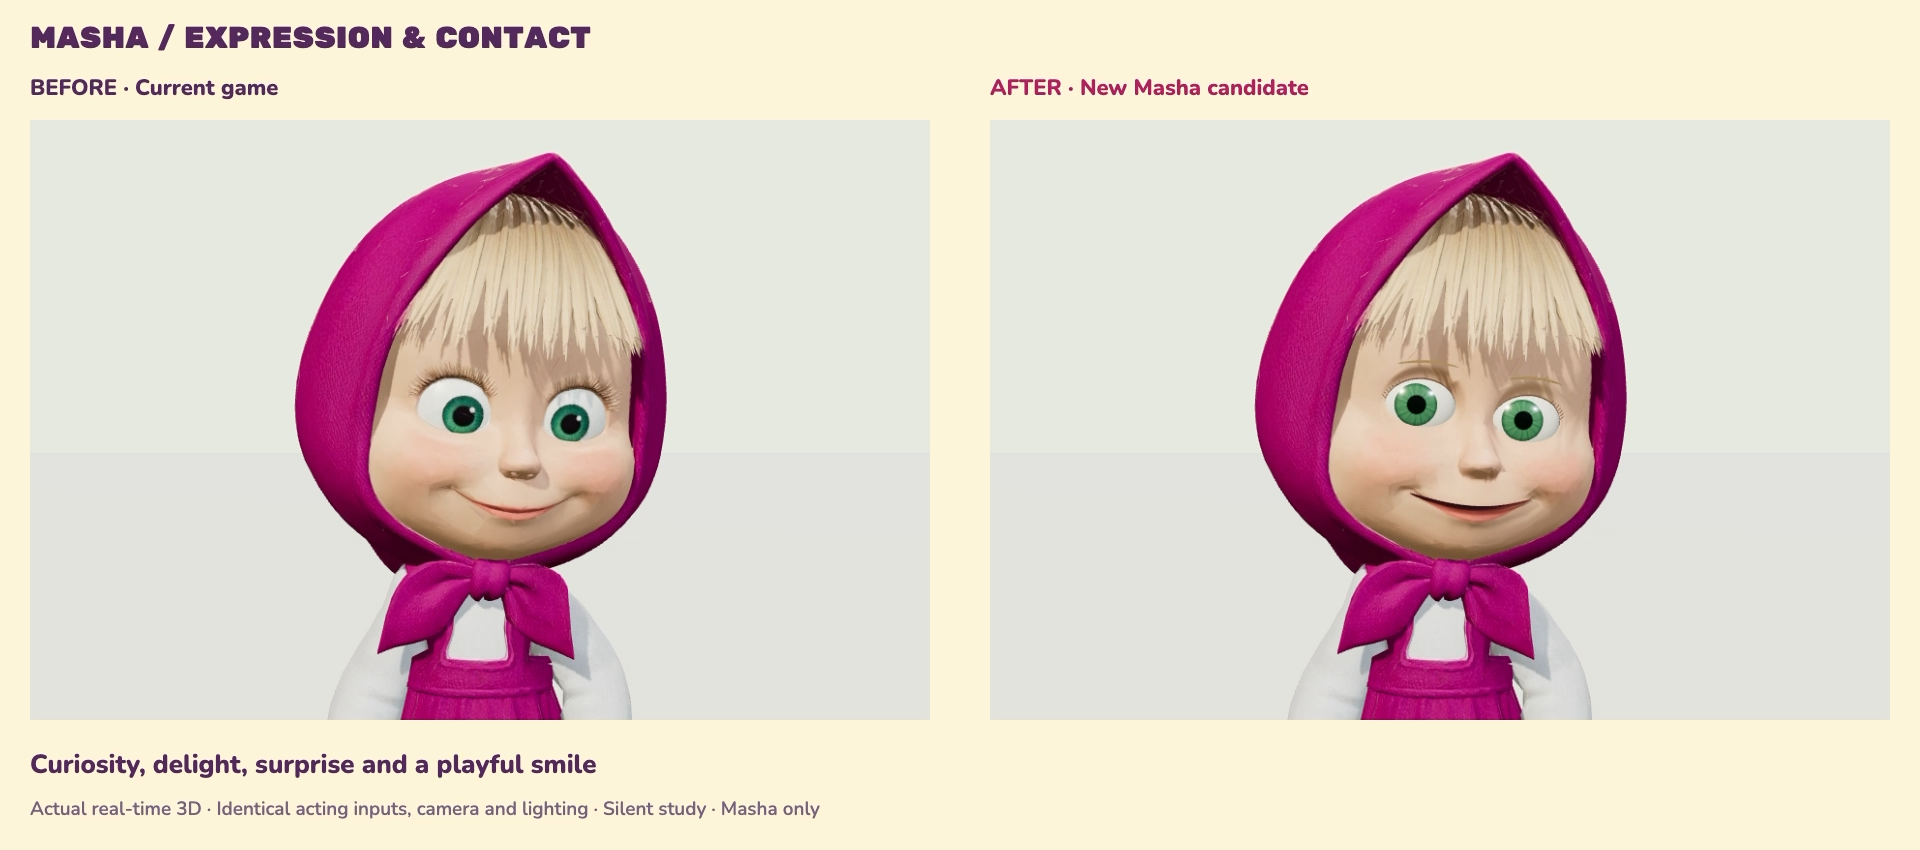 MASHA / EXPRESSION & CONTACT
BEFORE · Current game
AFTER · New Masha candidate
Curiosity, delight, surprise and a playful smile
Actual real-time 3D · Identical acting inputs, camera and lighting · Silent study · Masha only